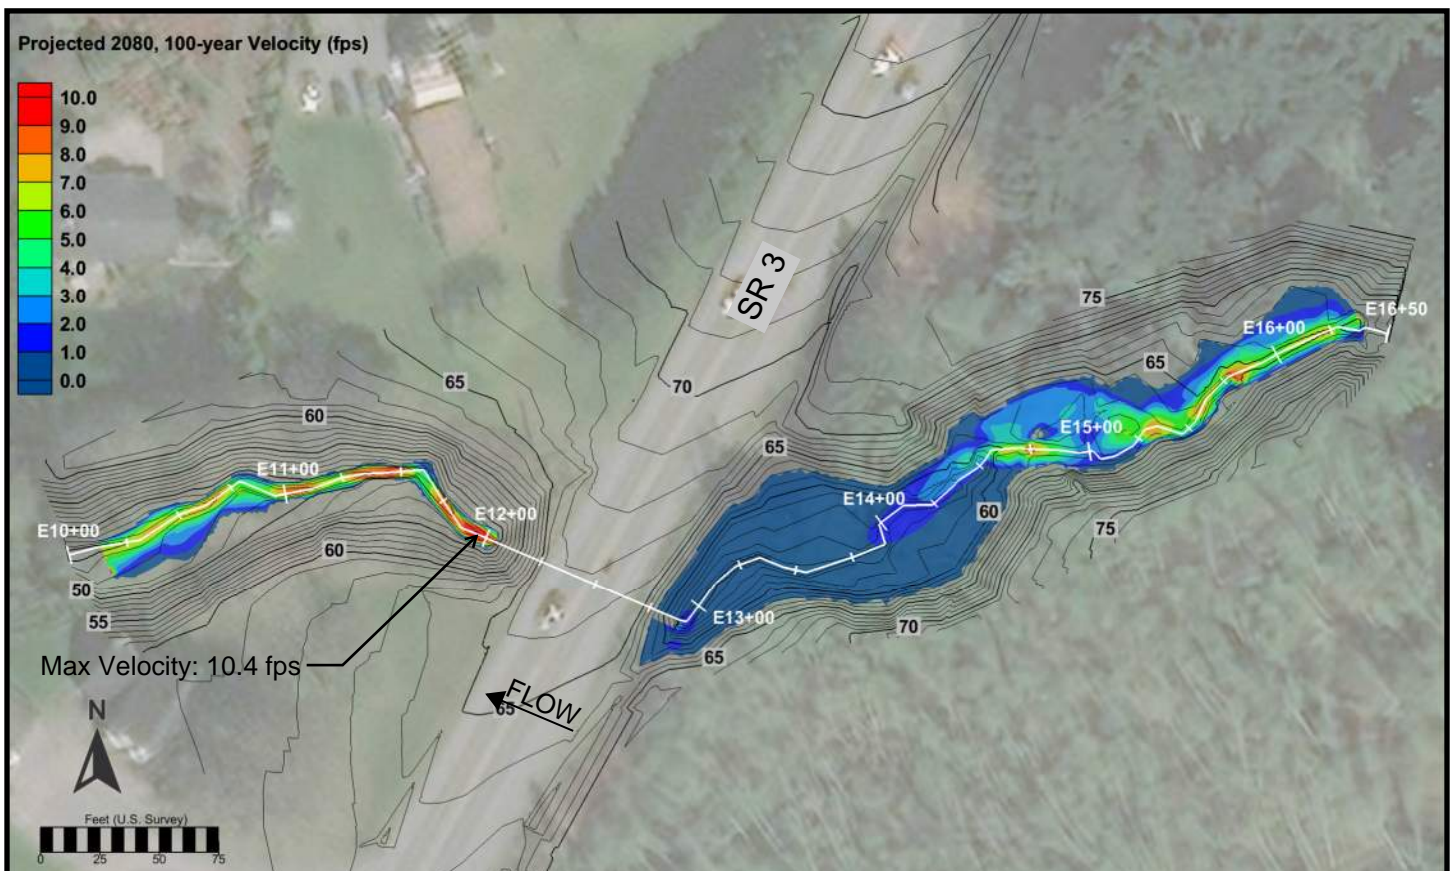 Projected 2080, 100-year Velocity (fps)
10.0
9.0
8.0
7.0
6.0
5.0
4.0
3.0
2.0
1.0
0.0
SR 3
75
E16+50
E16+00
65
65
70
60
E15+00
65
E11+00
E14+00
60
E12+00
75
E10+00
60
50
55
E13+00
70
65
Max Velocity: 10.4 fps
FLOW
65
N
Feet (U.S. Survey)
0 25 50 75